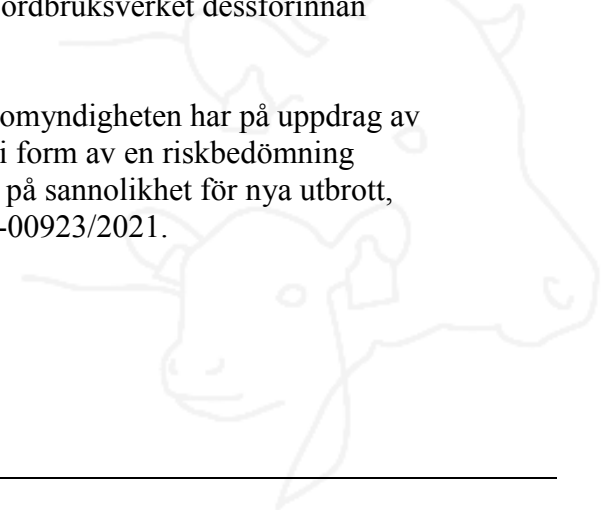 ordbruksverket dessförinnan
omyndigheten har på uppdrag av
i form av en riskbedömning
på sannolikhet för nya utbrott,
-00923/2021.